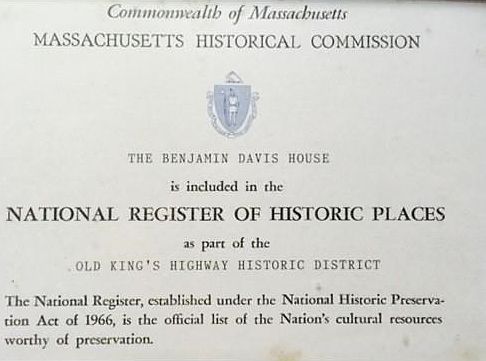 Commonwealth of Massachusetts
MASSACHUSETTS HISTORICAL COMMISSION
THE BENJAMIN DAVIS HOUSE
is included in the
NATIONAL REGISTER OF HISTORIC PLACES
as part of the
OLD KING'S HIGHWAY HISTORIC DISTRICT
The National Register, established under the National Historic Preserva-
tion Act of 1966, is the official list of the Nation's cultural resources
worthy of preservation.